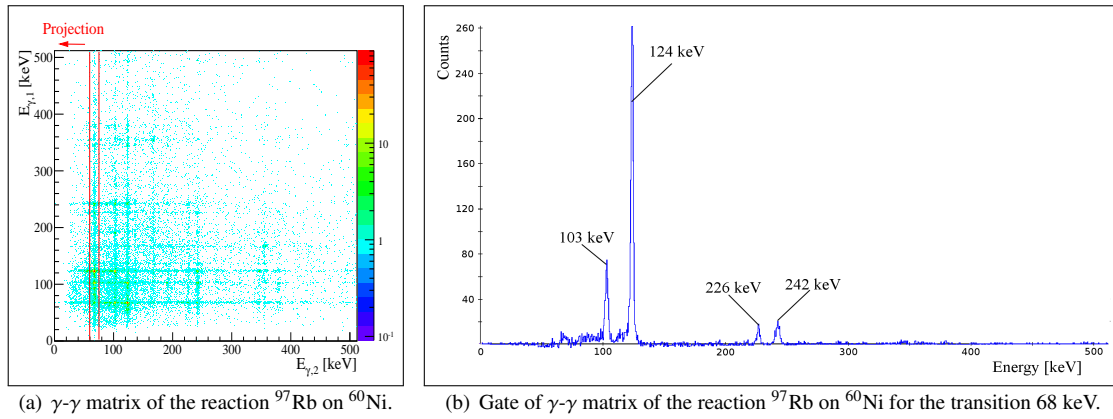 Projection
E_γ,1 [keV]
500
400
300
200
100
0
0 100 200 300 400 500
E_γ,2 [keV]
10
1
10⁻¹
(a) γ-γ matrix of the reaction ⁹⁷Rb on ⁶⁰Ni.
Counts
260
220
180
160
120
80
40
124 keV
103 keV
226 keV
242 keV
0 100 200 300 400 500
Energy [keV]
(b) Gate of γ-γ matrix of the reaction ⁹⁷Rb on ⁶⁰Ni for the transition 68 keV.